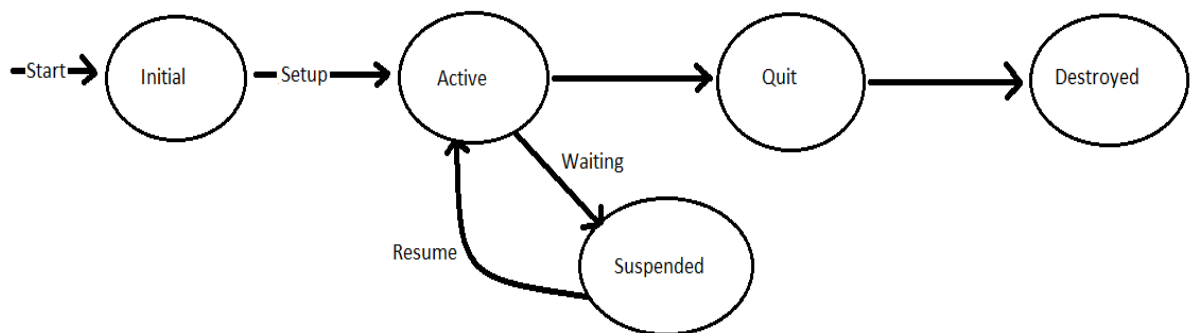 Start
Initial
Setup
Active
Quit
Destroyed
Waiting
Resume
Suspended